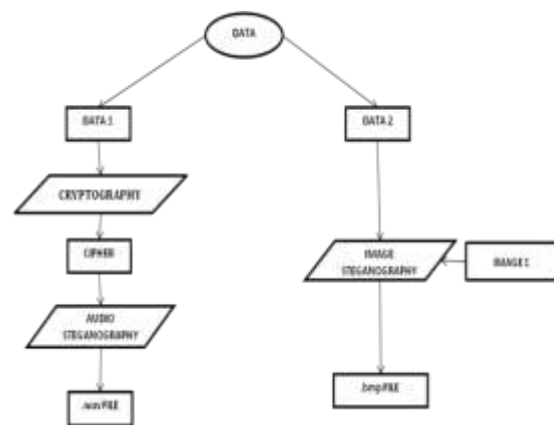 DATA
DATA 1
DATA 2
CRYPTOGRAPHY
CIPHER
IMAGE
STEGANOGRAPHY
IMAGE 1
AUDIO
STEGANOGRAPHY
.wav FILE
.bmp FILE